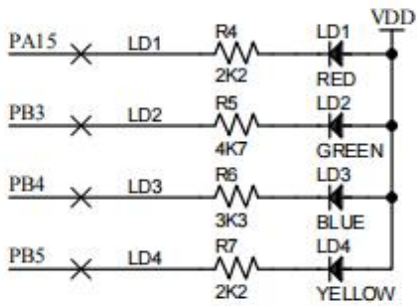 VDD
PA15 LD1 R4 LD1
2K2 RED
PB3 LD2 R5 LD2
4K7 GREEN
PB4 LD3 R6 LD3
3K3 BLUE
PB5 LD4 R7 LD4
2K2 YELLOW